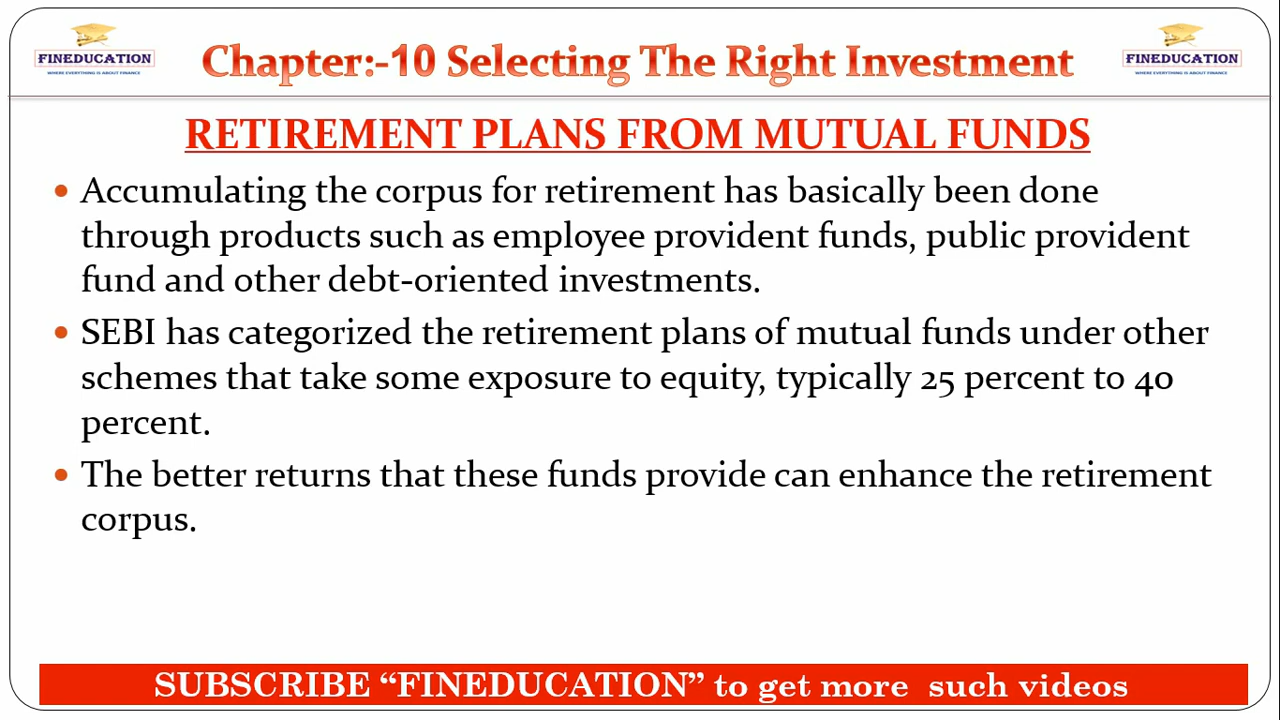 FINEDUCATION
WHERE EVERYTHING IS ABOUT FINANCE
Chapter:-10 Selecting The Right Investment
FINEDUCATION
WHERE EVERYTHING IS ABOUT FINANCE
RETIREMENT PLANS FROM MUTUAL FUNDS
• Accumulating the corpus for retirement has basically been done
through products such as employee provident funds, public provident
fund and other debt-oriented investments.
• SEBI has categorized the retirement plans of mutual funds under other
schemes that take some exposure to equity, typically 25 percent to 40
percent.
• The better returns that these funds provide can enhance the retirement
corpus.
SUBSCRIBE “FINEDUCATION” to get more such videos